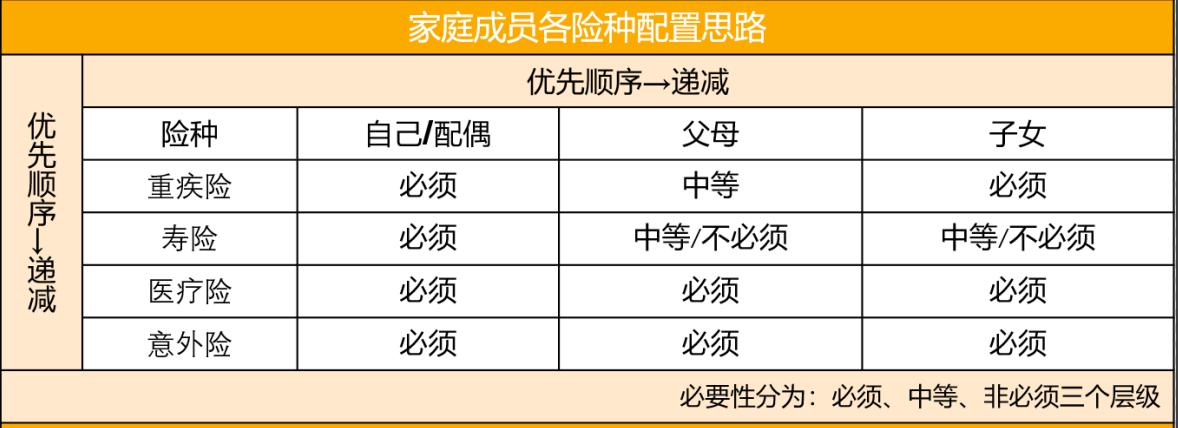 家庭成员各险种配置思路
优先顺序→递减
优先顺序→递减
险种 自己/配偶 父母 子女
重疾险 必须 中等 必须
寿险 必须 中等/不必须 中等/不必须
医疗险 必须 必须 必须
意外险 必须 必须 必须
必要性分为：必须、中等、非必须三个层级